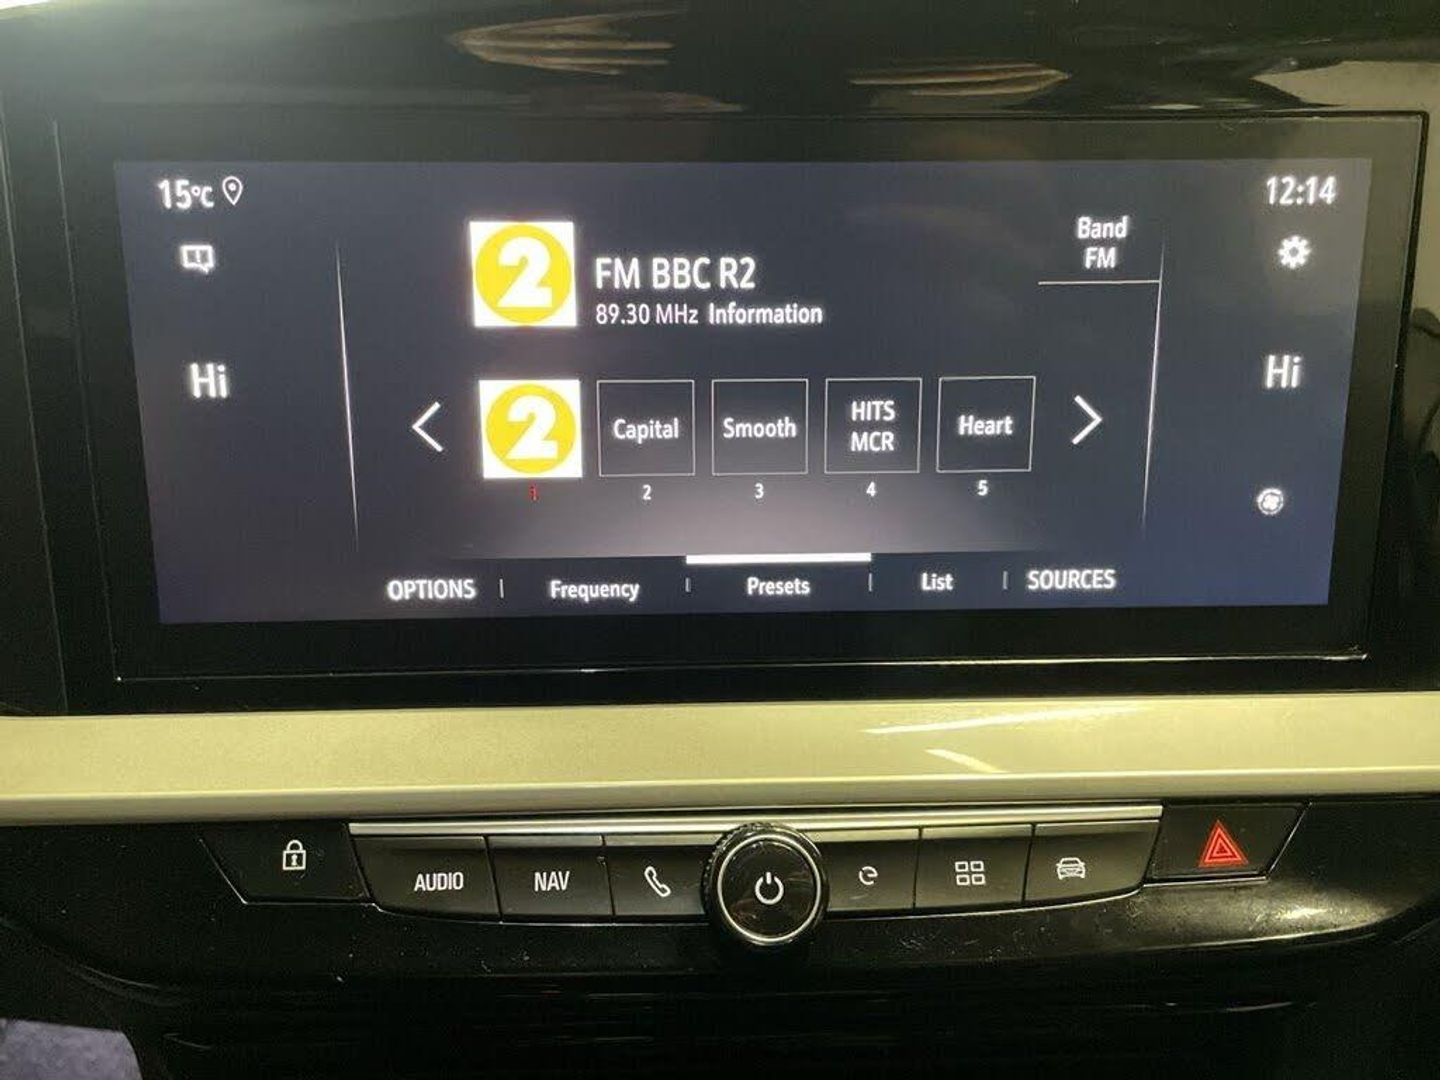 15°C
12:14
Band
FM
2
FM BBC R2
89.30 MHz Information
Hi
Hi
2
Capital
Smooth
HITS
MCR
Heart
1
2
3
4
5
OPTIONS
Frequency
Presets
List
SOURCES
AUDIO
NAV